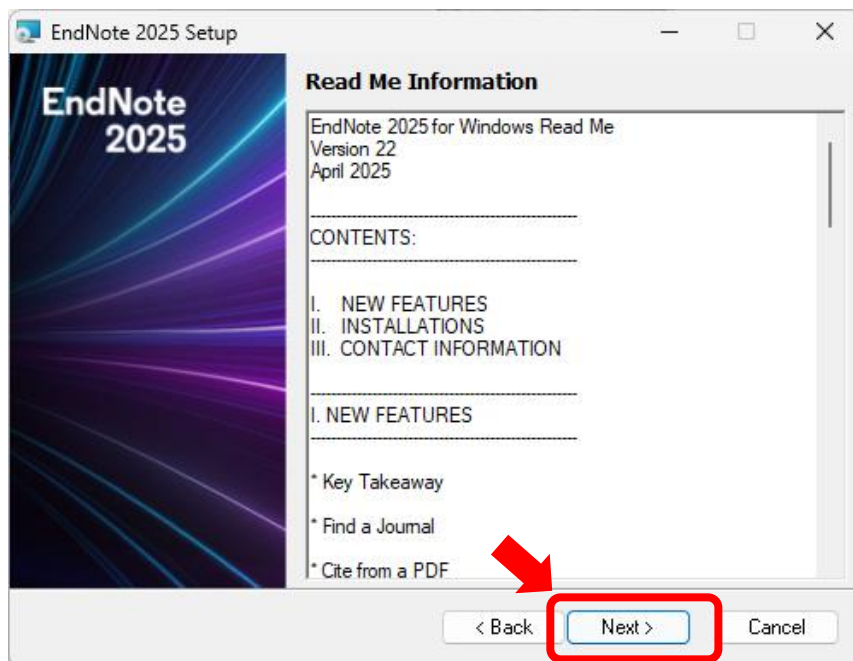 EndNote 2025 Setup
EndNote
2025
Read Me Information
EndNote 2025 for Windows Read Me
Version 22
April 2025
------------------------------------------------------------
CONTENTS:
------------------------------------------------------------
I. NEW FEATURES
II. INSTALLATIONS
III. CONTACT INFORMATION
------------------------------------------------------------
I. NEW FEATURES
------------------------------------------------------------
* Key Takeaway
* Find a Journal
* Cite from a PDF
< Back
Next >
Cancel